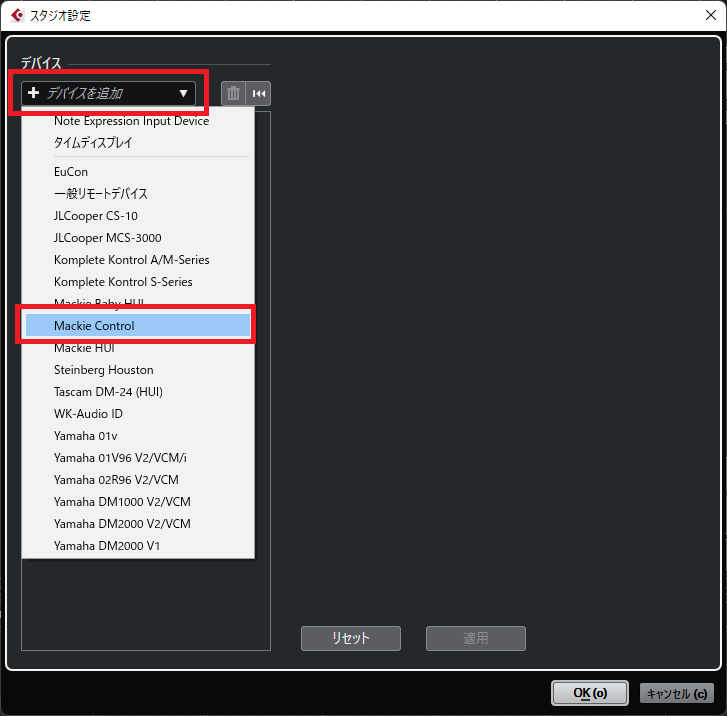 スタジオ設定
デバイス
デバイスを追加
Note Expression Input Device
タイムディスプレイ
EuCon
一般リモートデバイス
JLCooper CS-10
JLCooper MCS-3000
Komplete Kontrol A/M-Series
Komplete Kontrol S-Series
Mackie Baby HUI
Mackie Control
Mackie HUI
Steinberg Houston
Tascam DM-24 (HUI)
WK-Audio ID
Yamaha 01v
Yamaha 01V96 V2/VCM/i
Yamaha 02R96 V2/VCM
Yamaha DM1000 V2/VCM
Yamaha DM2000 V2/VCM
Yamaha DM2000 V1
リセット
適用
OK (o)
キャンセル (c)